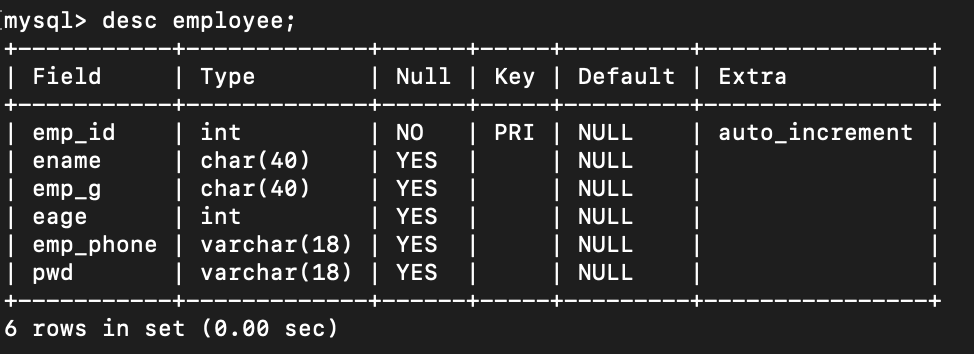 [mysql> desc employee;
+-----------+-------------+------+-----+---------+----------------+
| Field     | Type        | Null | Key | Default | Extra          |
+-----------+-------------+------+-----+---------+----------------+
| emp_id    | int         | NO   | PRI | NULL    | auto_increment |
| ename     | char(40)    | YES  |     | NULL    |                |
| emp_g     | char(40)    | YES  |     | NULL    |                |
| eage      | int         | YES  |     | NULL    |                |
| emp_phone | varchar(18) | YES  |     | NULL    |                |
| pwd       | varchar(18) | YES  |     | NULL    |                |
+-----------+-------------+------+-----+---------+----------------+
6 rows in set (0.00 sec)